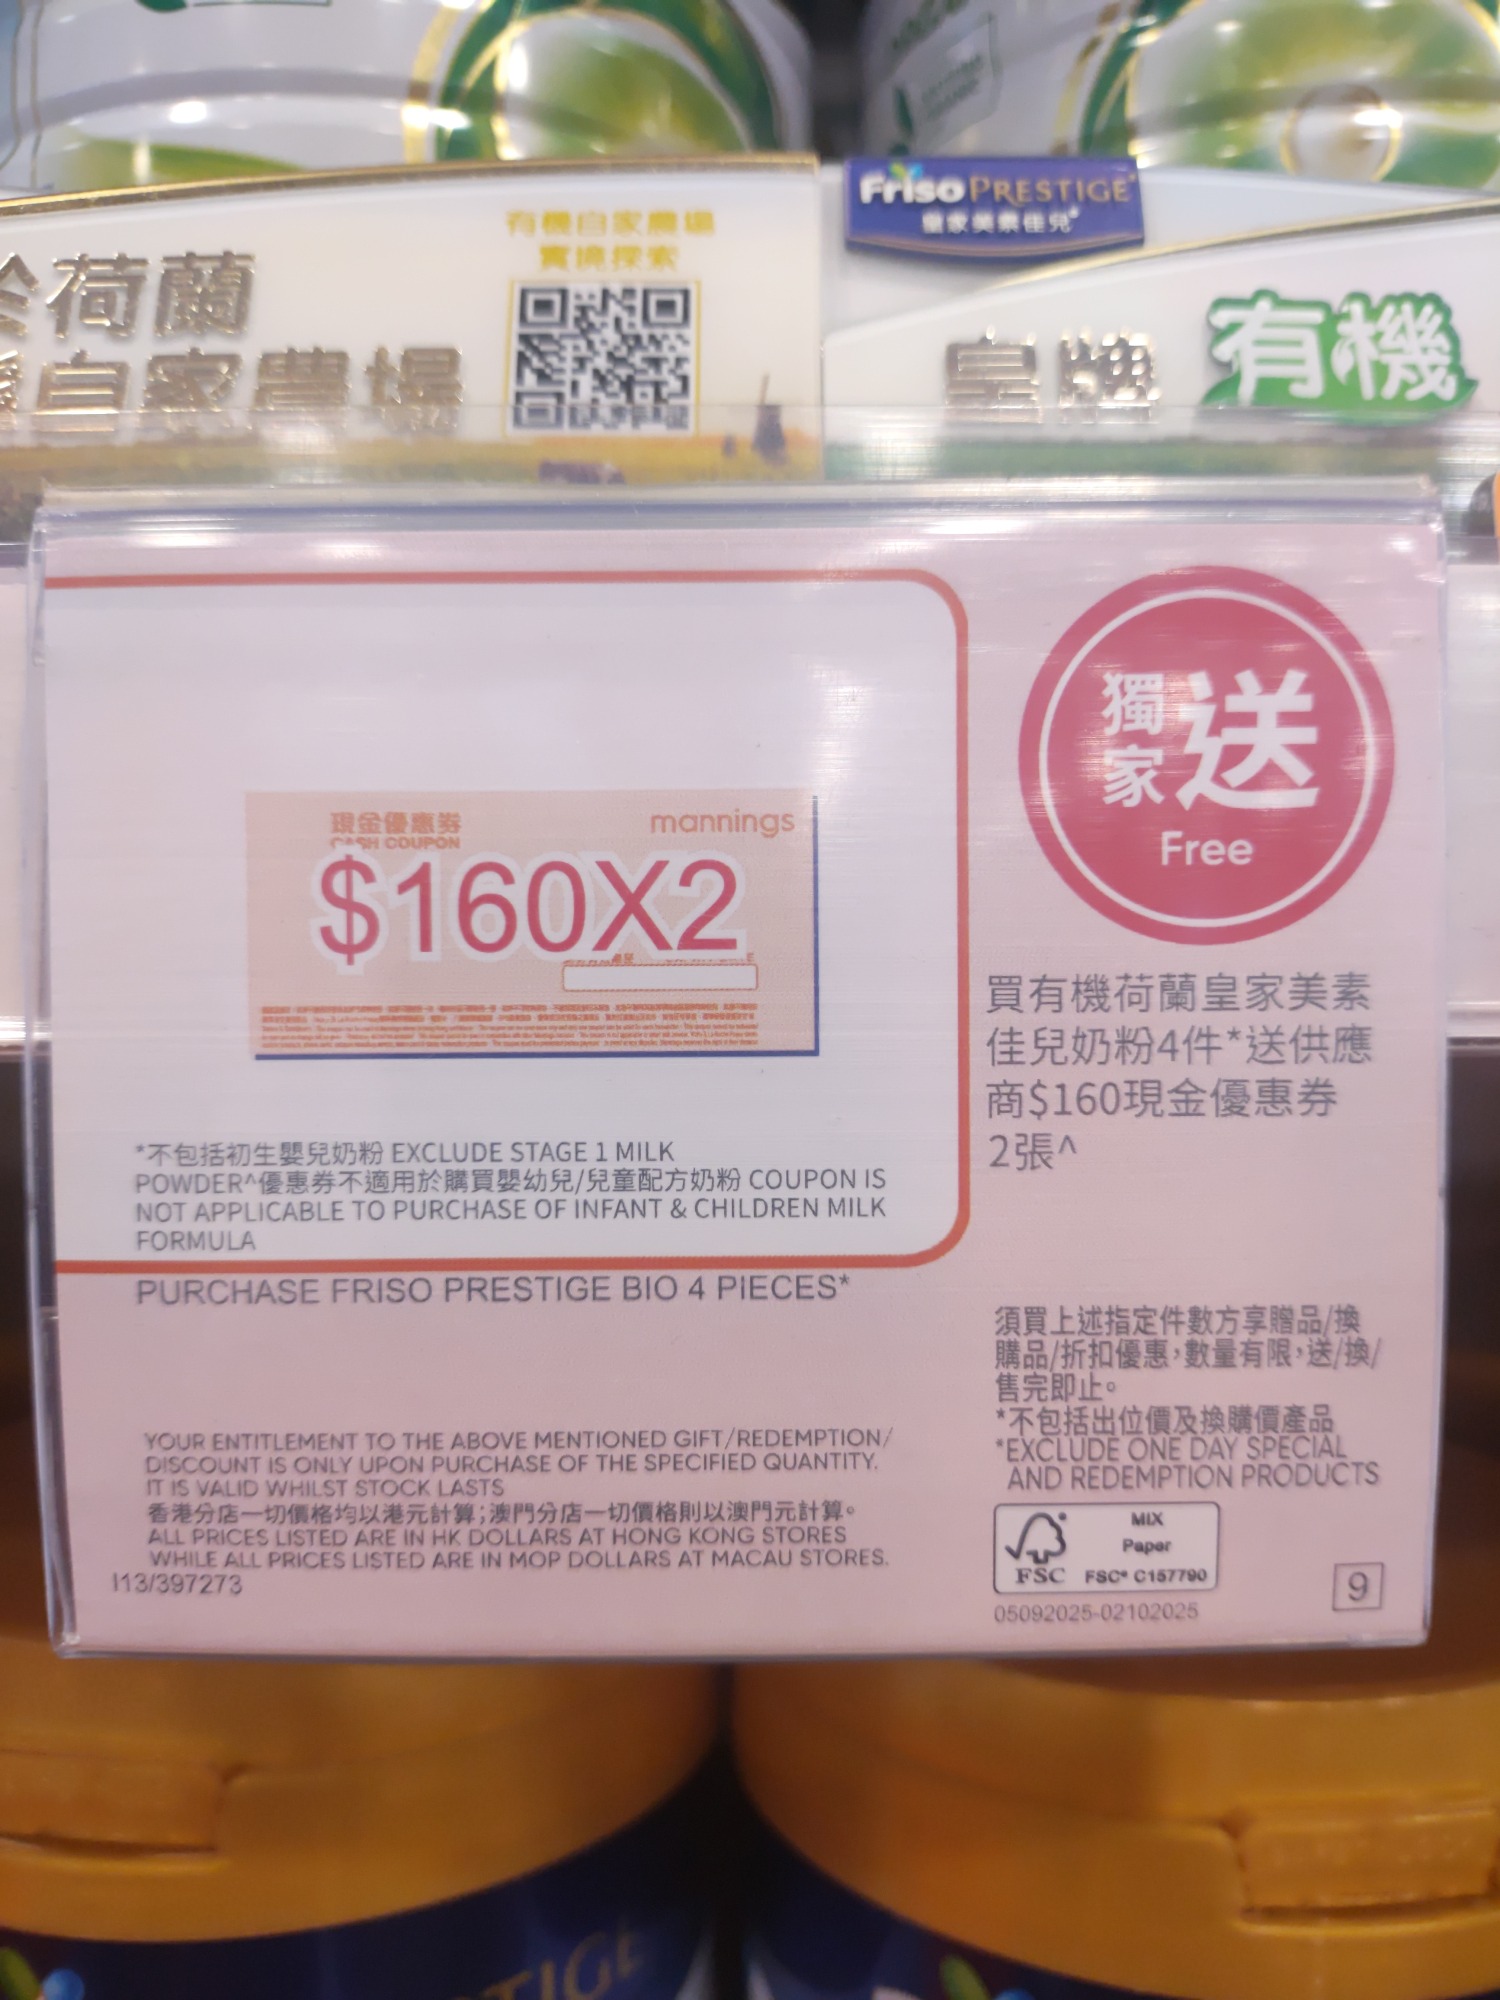 有機自家農場
實境探索
Friso PRESTIGE
皇家美素佳兒
荷蘭
自家農場
皇牌 有機
現金優惠券
CASH COUPON
mannings
$160X2
獨家送
Free
買有機荷蘭皇家美素
佳兒奶粉4件*送供應
商$160現金優惠券
2張^
*不包括初生嬰兒奶粉 EXCLUDE STAGE 1 MILK
POWDER^優惠券不適用於購買嬰幼兒/兒童配方奶粉 COUPON IS
NOT APPLICABLE TO PURCHASE OF INFANT & CHILDREN MILK
FORMULA
PURCHASE FRISO PRESTIGE BIO 4 PIECES*
須買上述指定件數方享贈品/換
購品/折扣優惠，數量有限，送/換/
售完即止。
*不包括出位價及換購價產品
*EXCLUDE ONE DAY SPECIAL
AND REDEMPTION PRODUCTS
YOUR ENTITLEMENT TO THE ABOVE MENTIONED GIFT/REDEMPTION/
DISCOUNT IS ONLY UPON PURCHASE OF THE SPECIFIED QUANTITY.
IT IS VALID WHILST STOCK LASTS
香港分店一切價格均以港元計算；澳門分店一切價格則以澳門元計算。
ALL PRICES LISTED ARE IN HK DOLLARS AT HONG KONG STORES
WHILE ALL PRICES LISTED ARE IN MOP DOLLARS AT MACAU STORES.
I13/397273
FSC
MIX
Paper
FSC® C157790
05092025-02102025
9